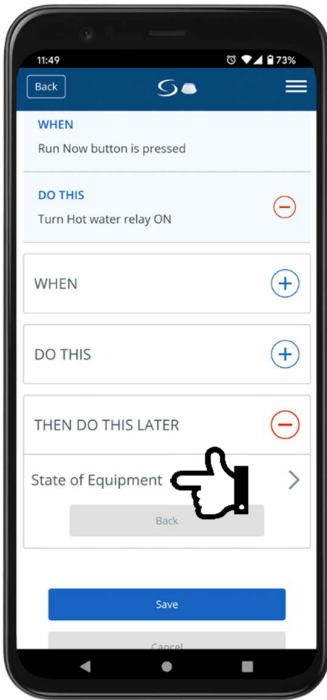 11:49
73%
Back
WHEN
Run Now button is pressed
DO THIS
Turn Hot water relay ON
WHEN
DO THIS
THEN DO THIS LATER
State of Equipment
Back
Save
Cancel